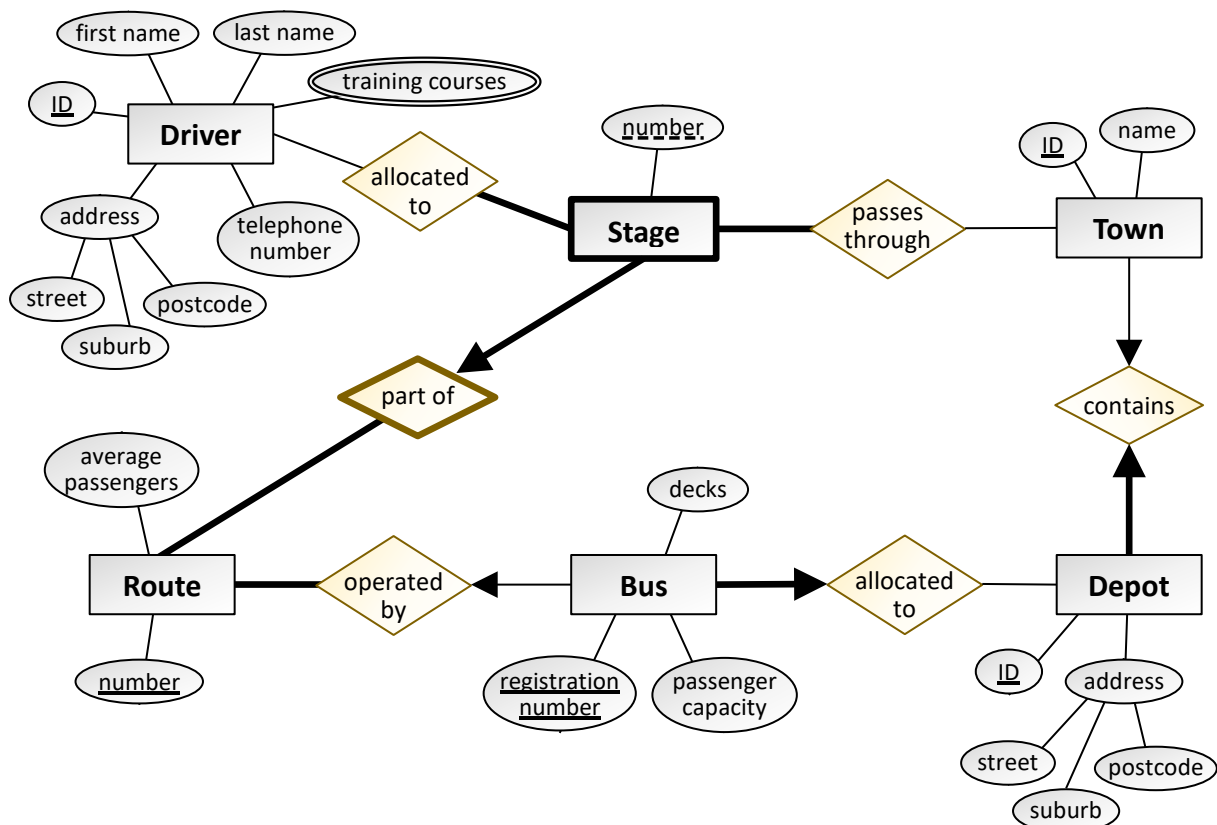 first name
last name
training courses
ID
Driver
allocated
to
address
telephone
number
street
postcode
suburb
number
Stage
passes
through
ID
name
Town
part of
contains
average
passengers
Route
number
operated
by
decks
Bus
registration
number
passenger
capacity
allocated
to
Depot
ID
address
street
postcode
suburb